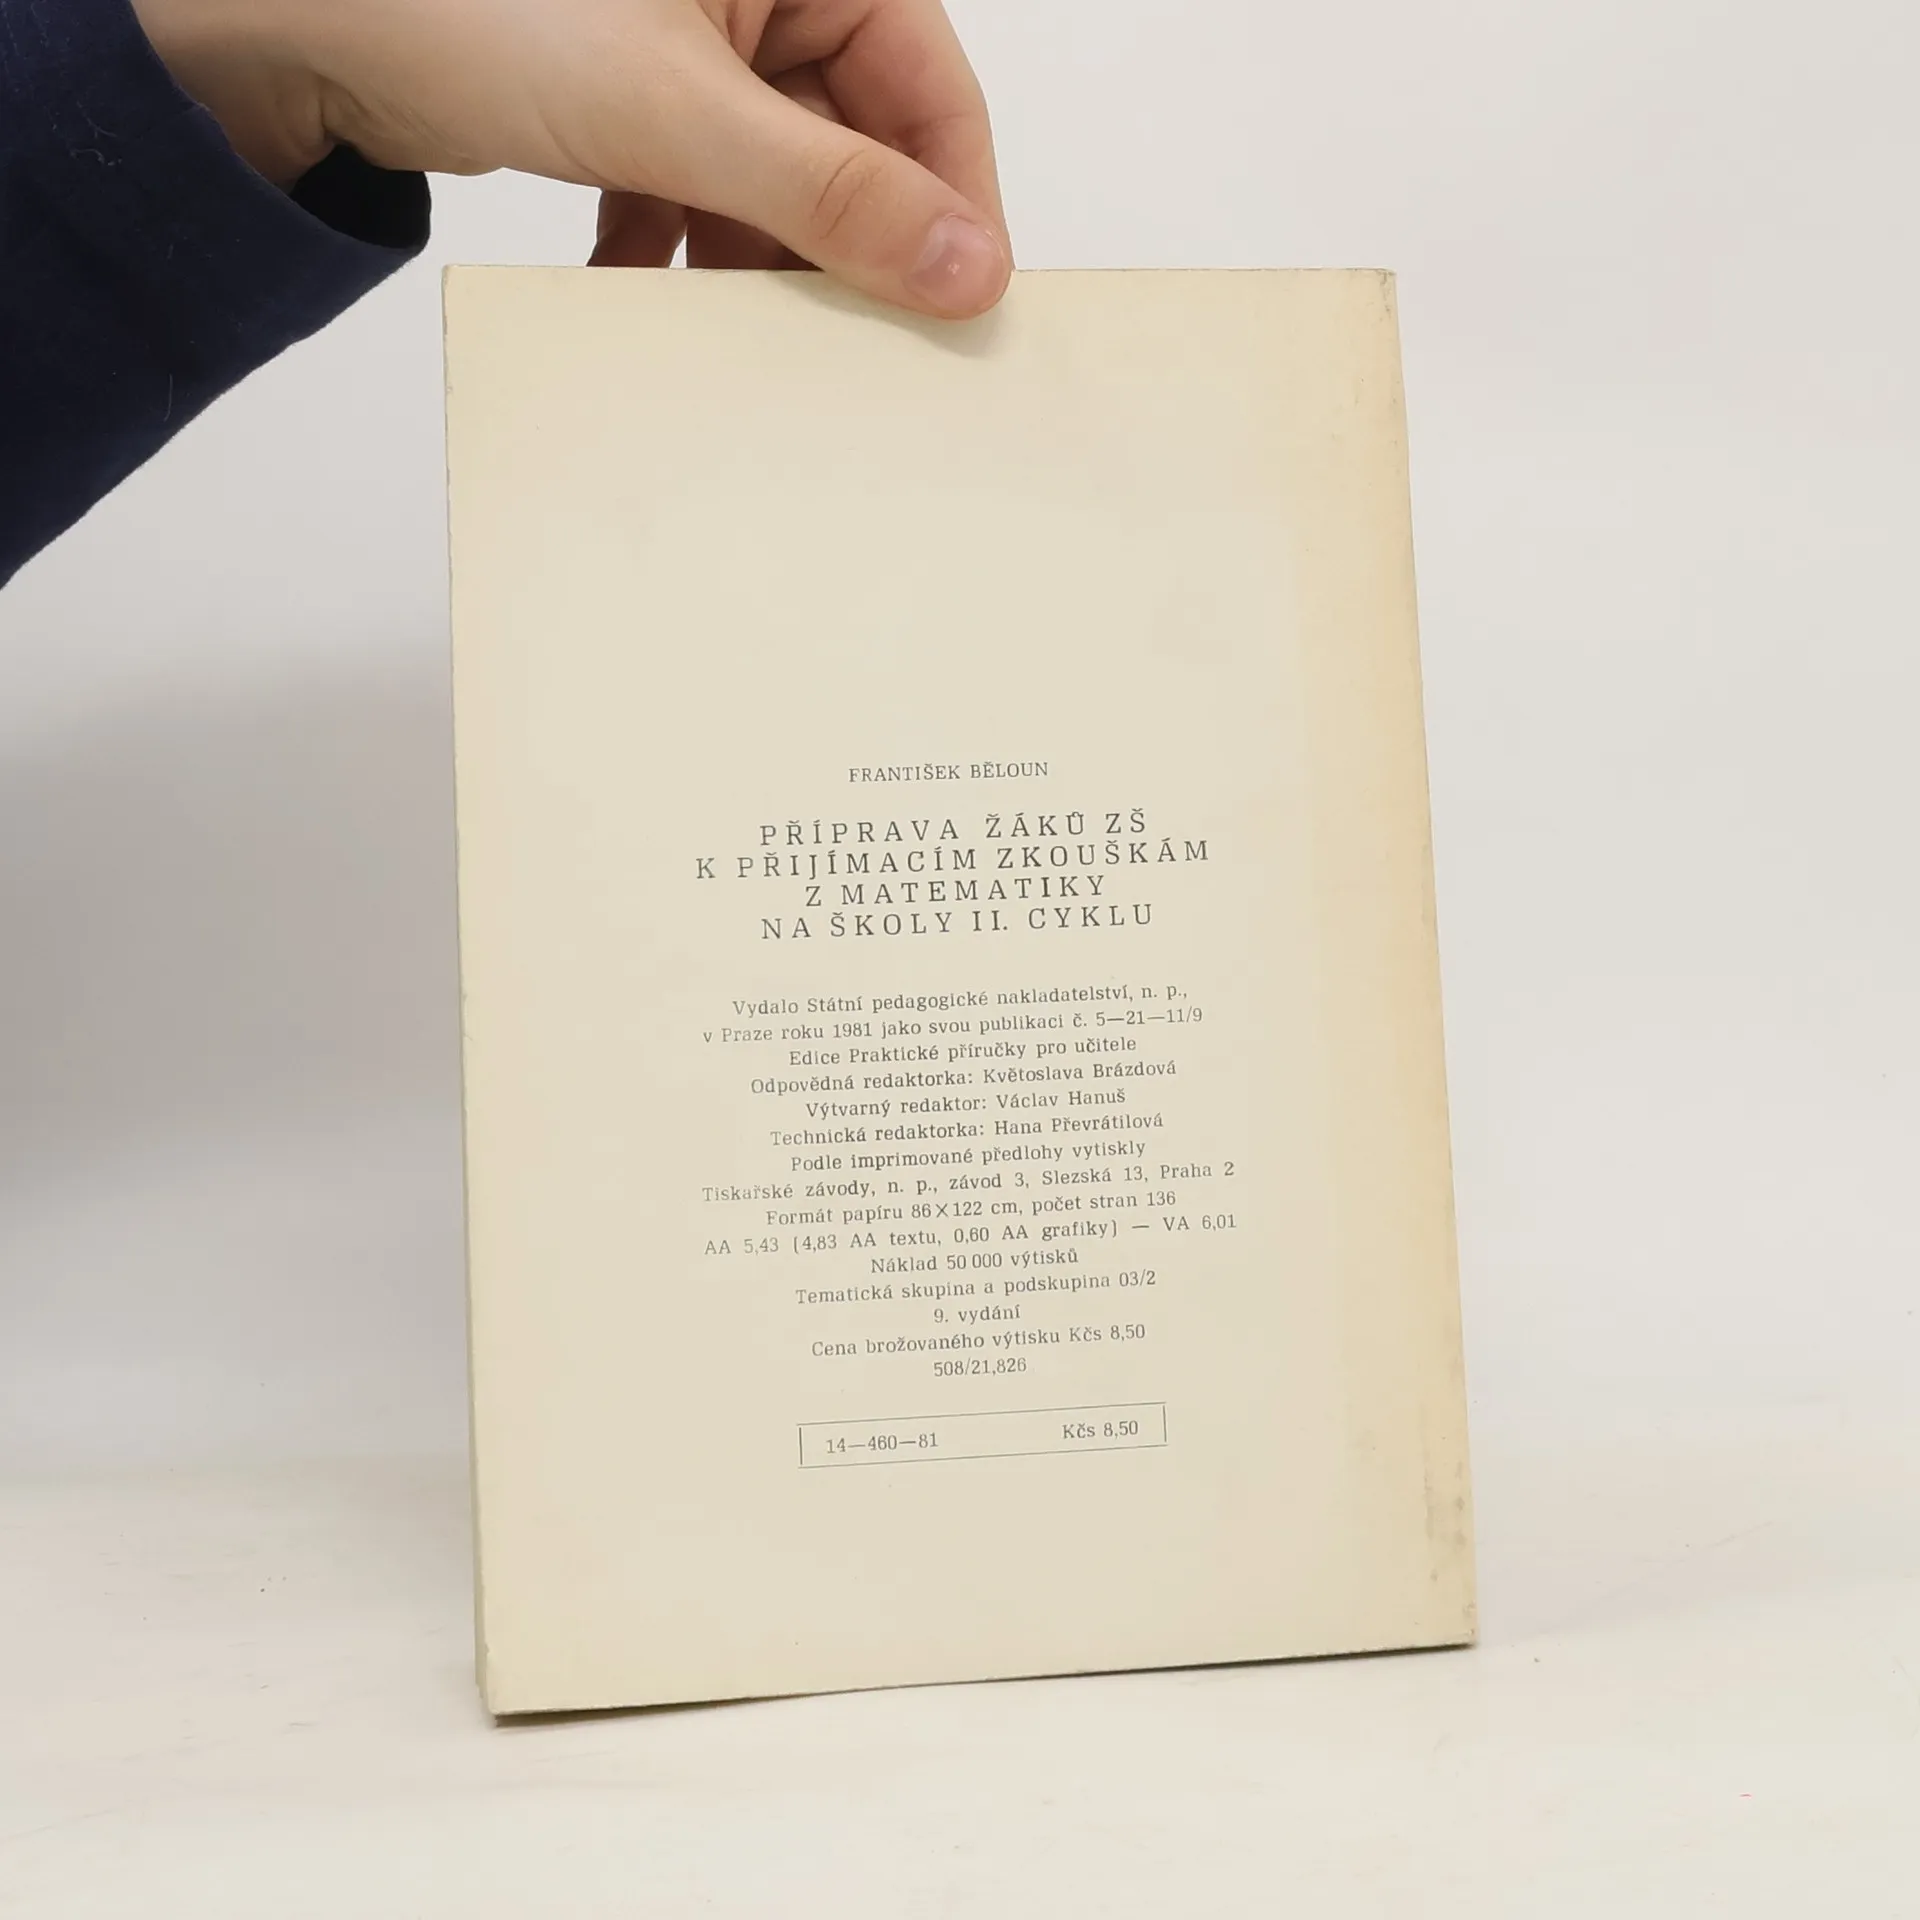 FRANTIŠEK BĚLOUN
PŘÍPRAVA ŽÁKŮ ZŠ
K PŘIJÍMACÍM ZKOUŠKÁM
Z MATEMATIKY
NA ŠKOLY II. CYKLU
Vydalo Státní pedagogické nakladatelství, n. p.,
v Praze roku 1981 jako svou publikaci č. 5—21—11/9
Edice Praktické příručky pro učitele
Odpovědná redaktorka: Květoslava Brázdová
Výtvarný redaktor: Václav Hanuš
Technická redaktorka: Hana Převrátilová
Podle imprimované předlohy vytiskly
Tiskařské závody, n. p., závod 3, Slezská 13, Praha 2
Formát papíru 86×122 cm, počet stran 136
AA 5,43 (4,83 AA textu, 0,60 AA grafiky) — VA 6,01
Náklad 50 000 výtisků
Tematická skupina a podskupina 03/2
9. vydání
Cena brožovaného výtisku Kčs 8,50
508/21,826
14—460—81 Kčs 8,50